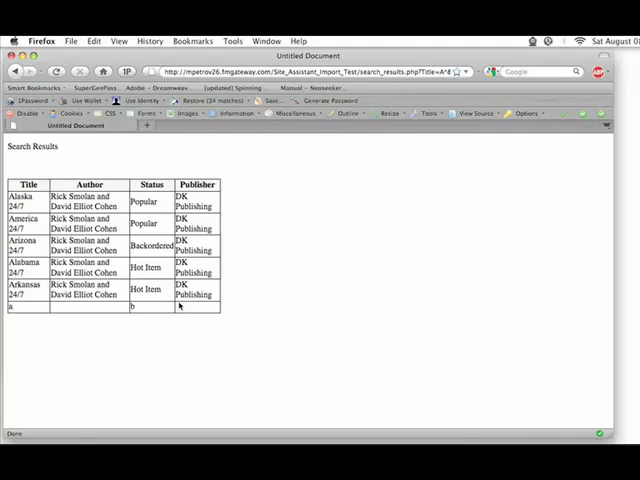 Firefox File Edit View History Bookmarks Tools Window Help Sat August 0
Untitled Document
1P http://mpetrov26.fmgateway.com/Site_Assistant_Import_Test/search_results.php?Title=A*& Google ABP
Smart Bookmarks SuperGenPass Adobe - Dreamweav... [updated] Spinning ... Manual - Neoseeker
1Password Use Wallet Use Identity Restore (34 matches) Save... Generate Password
Disable Cookies CSS Forms Images Information Miscellaneous Outline Resize Tools View Source Options
Untitled Document
Search Results
Title Author Status Publisher
Alaska 24/7 Rick Smolan and David Elliot Cohen Popular DK Publishing
America 24/7 Rick Smolan and David Elliot Cohen Popular DK Publishing
Arizona 24/7 Rick Smolan and David Elliot Cohen Backordered DK Publishing
Alabama 24/7 Rick Smolan and David Elliot Cohen Hot Item DK Publishing
Arkansas 24/7 Rick Smolan and David Elliot Cohen Hot Item DK Publishing
a b
Done